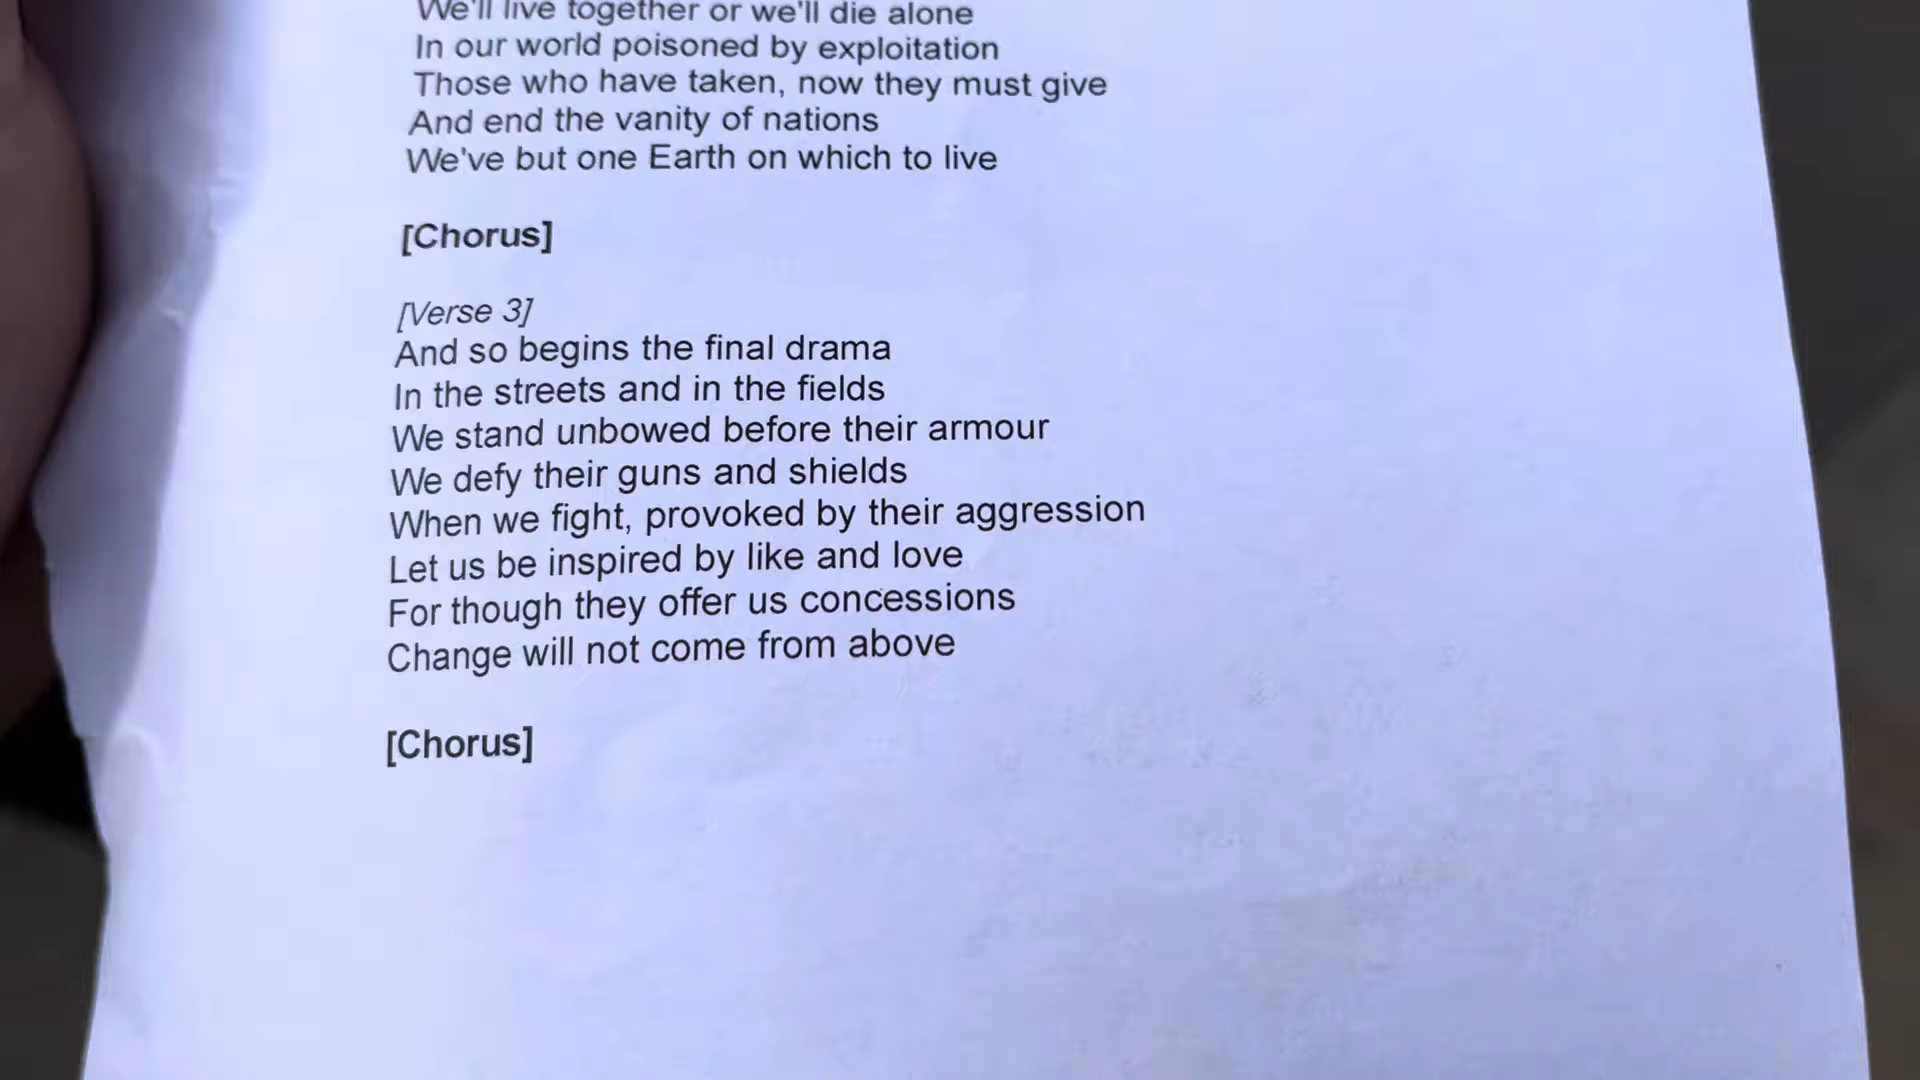 We'll live together or we'll die alone
In our world poisoned by exploitation
Those who have taken, now they must give
And end the vanity of nations
We've but one Earth on which to live
[Chorus]
[Verse 3]
And so begins the final drama
In the streets and in the fields
We stand unbowed before their armour
We defy their guns and shields
When we fight, provoked by their aggression
Let us be inspired by like and love
For though they offer us concessions
Change will not come from above
[Chorus]